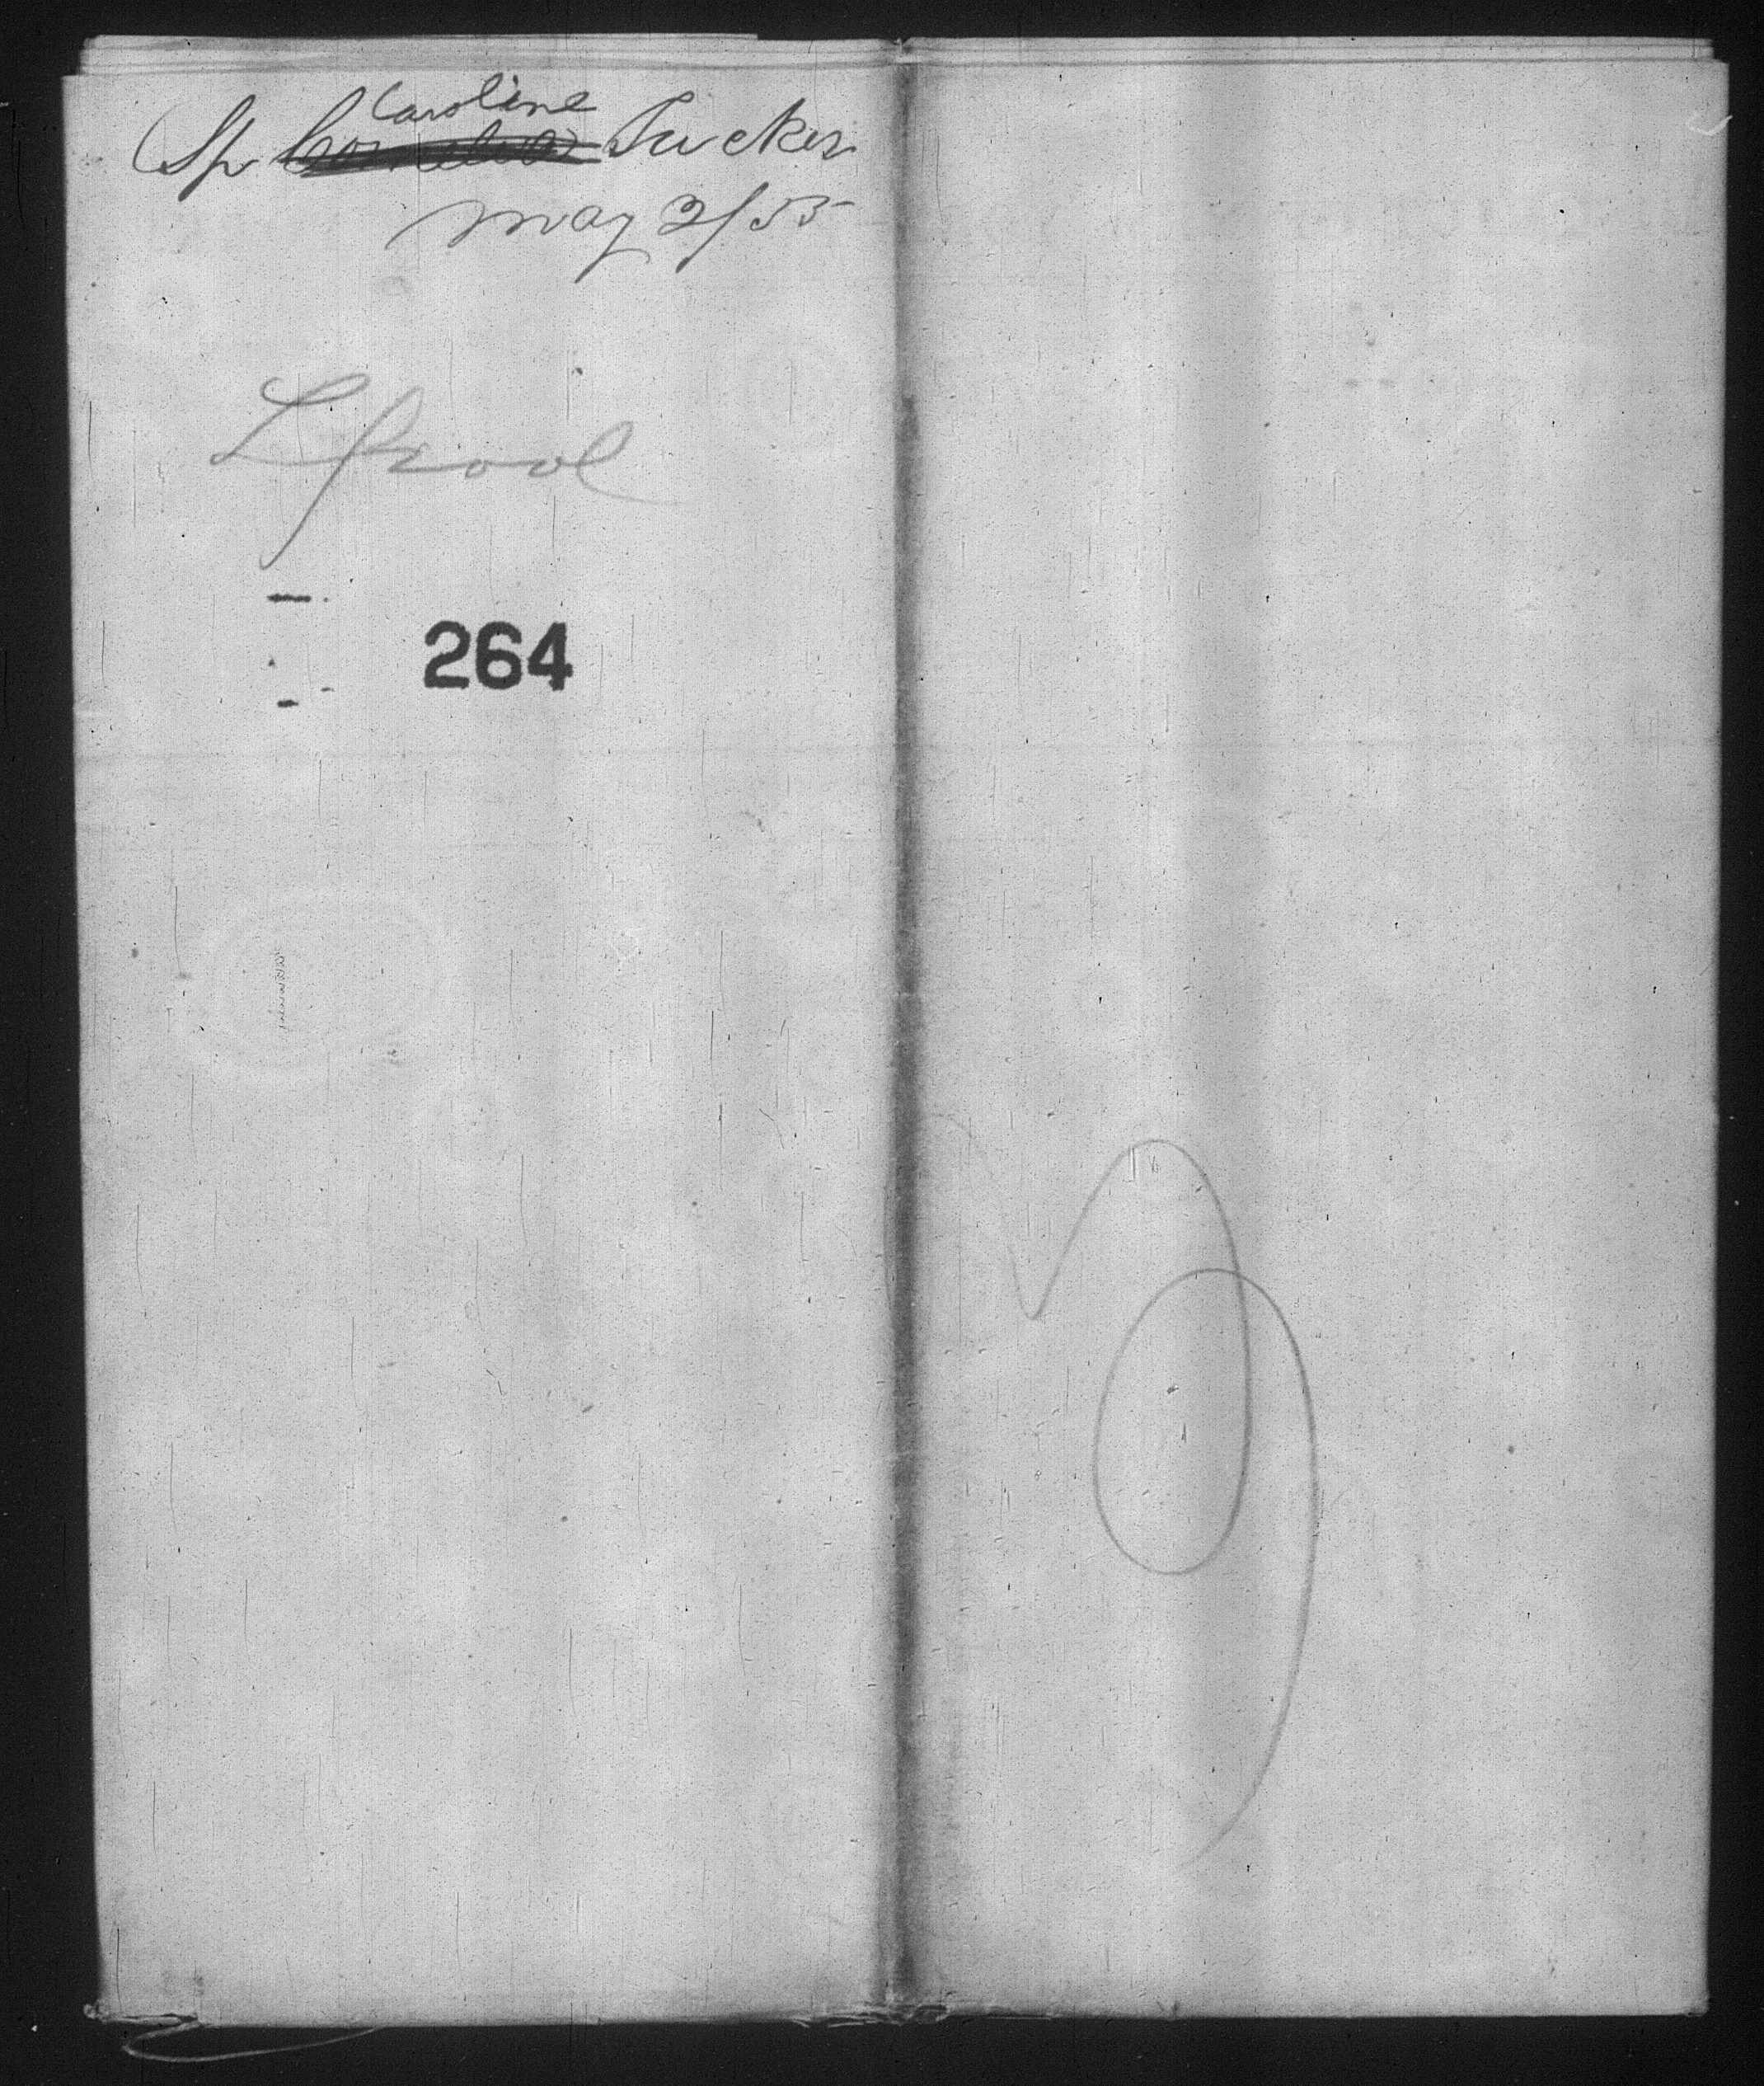 Sp Caroline Tucker
May 2/55
L pool
264